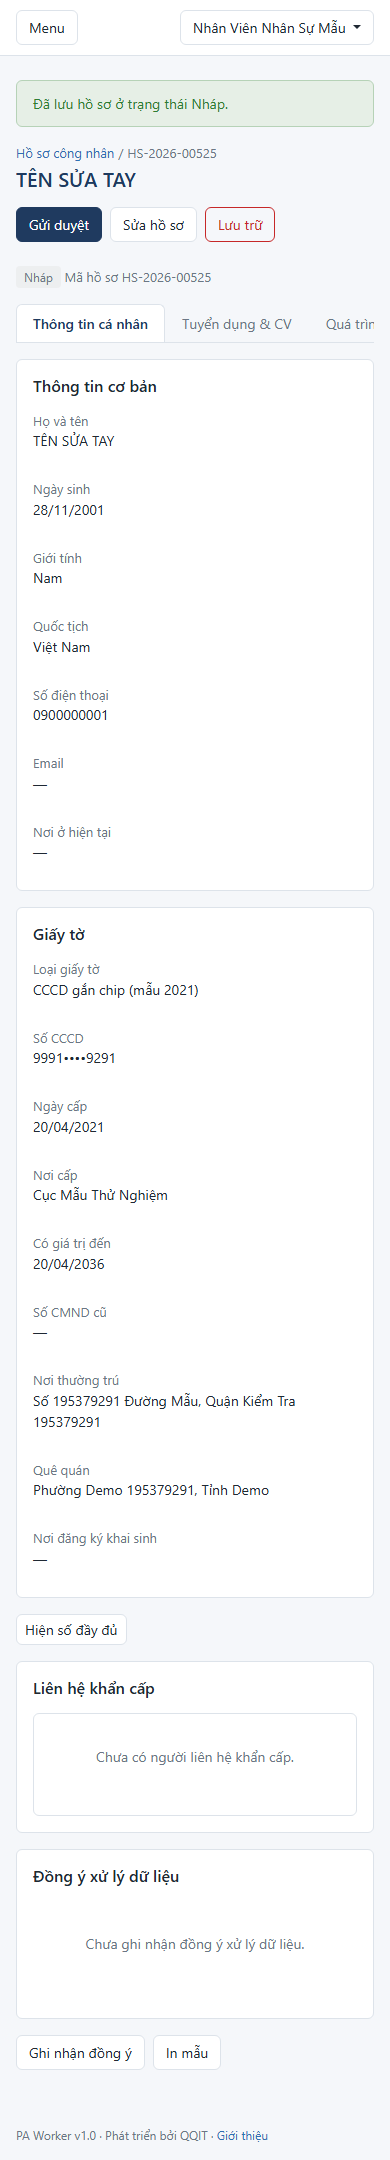 Menu
Nhân Viên Nhân Sự Mẫu
Đã lưu hồ sơ ở trạng thái Nháp.
Hồ sơ công nhân / HS-2026-00525
TÊN SỬA TAY
Gửi duyệt
Sửa hồ sơ
Lưu trữ
Nháp Mã hồ sơ HS-2026-00525
Thông tin cá nhân
Tuyển dụng & CV
Quá trìn
Thông tin cơ bản
Họ và tên
TÊN SỬA TAY
Ngày sinh
28/11/2001
Giới tính
Nam
Quốc tịch
Việt Nam
Số điện thoại
0900000001
Email
—
Nơi ở hiện tại
—
Giấy tờ
Loại giấy tờ
CCCD gắn chip (mẫu 2021)
Số CCCD
9991••••9291
Ngày cấp
20/04/2021
Nơi cấp
Cục Mẫu Thử Nghiệm
Có giá trị đến
20/04/2036
Số CMND cũ
—
Nơi thường trú
Số 195379291 Đường Mẫu, Quận Kiểm Tra
195379291
Quê quán
Phường Demo 195379291, Tỉnh Demo
Nơi đăng ký khai sinh
—
Hiện số đầy đủ
Liên hệ khẩn cấp
Chưa có người liên hệ khẩn cấp.
Đồng ý xử lý dữ liệu
Chưa ghi nhận đồng ý xử lý dữ liệu.
Ghi nhận đồng ý
In mẫu
PA Worker v1.0 · Phát triển bởi QQIT · Giới thiệu